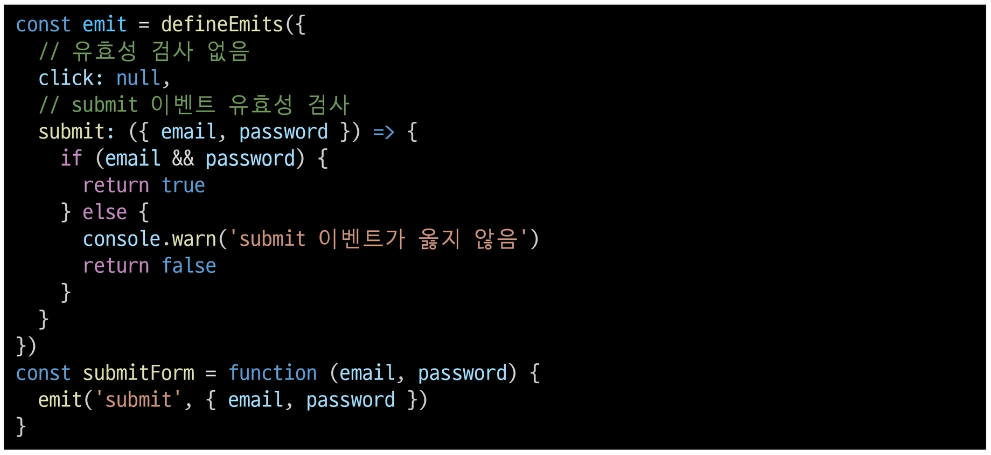 const emit = defineEmits({
  // 유효성 검사 없음
  click: null,
  // submit 이벤트 유효성 검사
  submit: ({ email, password }) => {
    if (email && password) {
      return true
    } else {
      console.warn('submit 이벤트가 옳지 않음')
      return false
    }
  }
})
const submitForm = function (email, password) {
  emit('submit', { email, password })
}